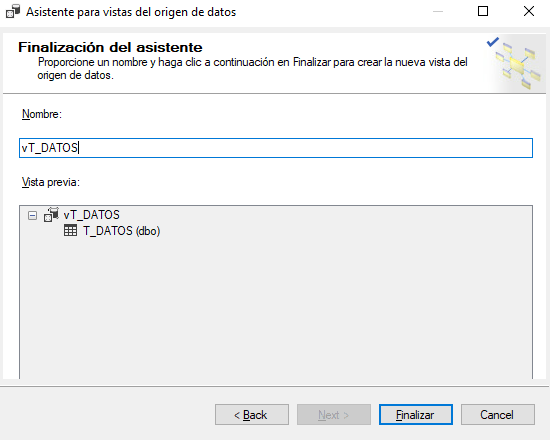 Asistente para vistas del origen de datos
Finalización del asistente
Proporcione un nombre y haga clic a continuación en Finalizar para crear la nueva vista del
origen de datos.
Nombre:
vT_DATOS
Vista previa:
vT_DATOS
T_DATOS (dbo)
< Back
Next >
Finalizar
Cancel